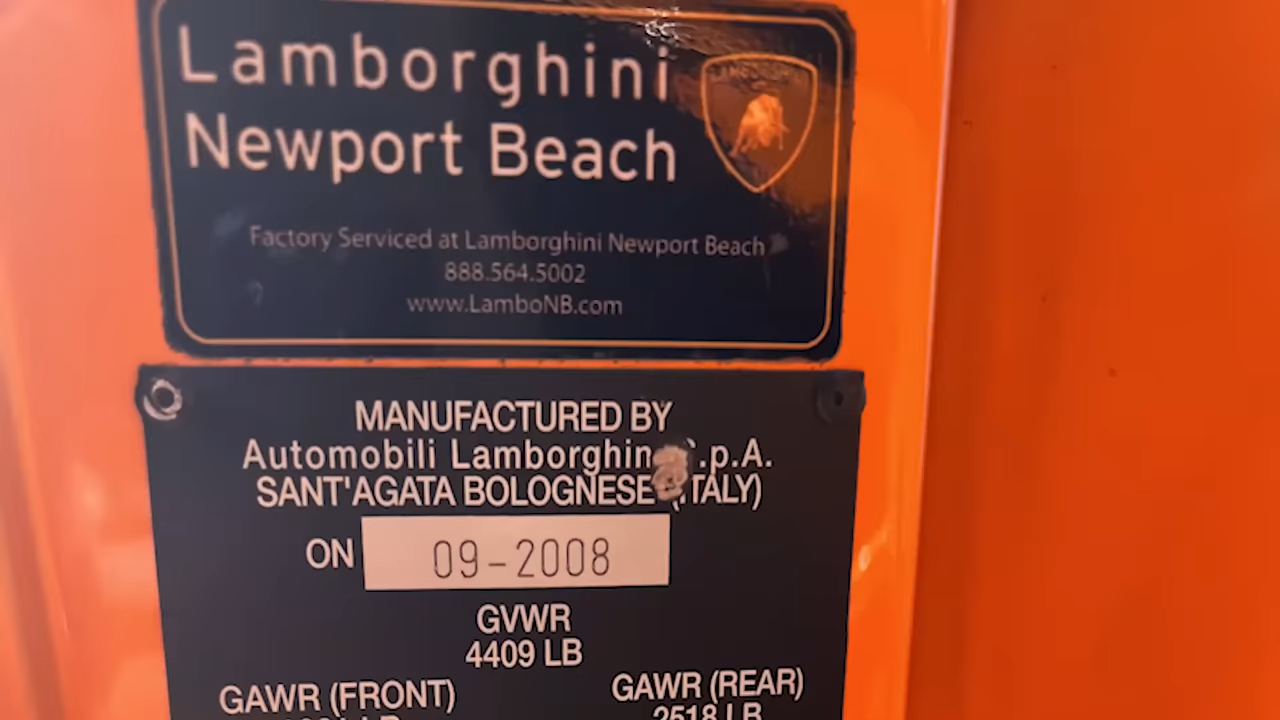 Lamborghini
Newport Beach
Factory Serviced at Lamborghini Newport Beach
888.564.5002
www.LamboNB.com
MANUFACTURED BY
Automobili Lamborghin .p.A.
SANT'AGATA BOLOGNESE (ITALY)
ON 09-2008
GVWR
4409 LB
GAWR (FRONT) GAWR (REAR)
2518 LB